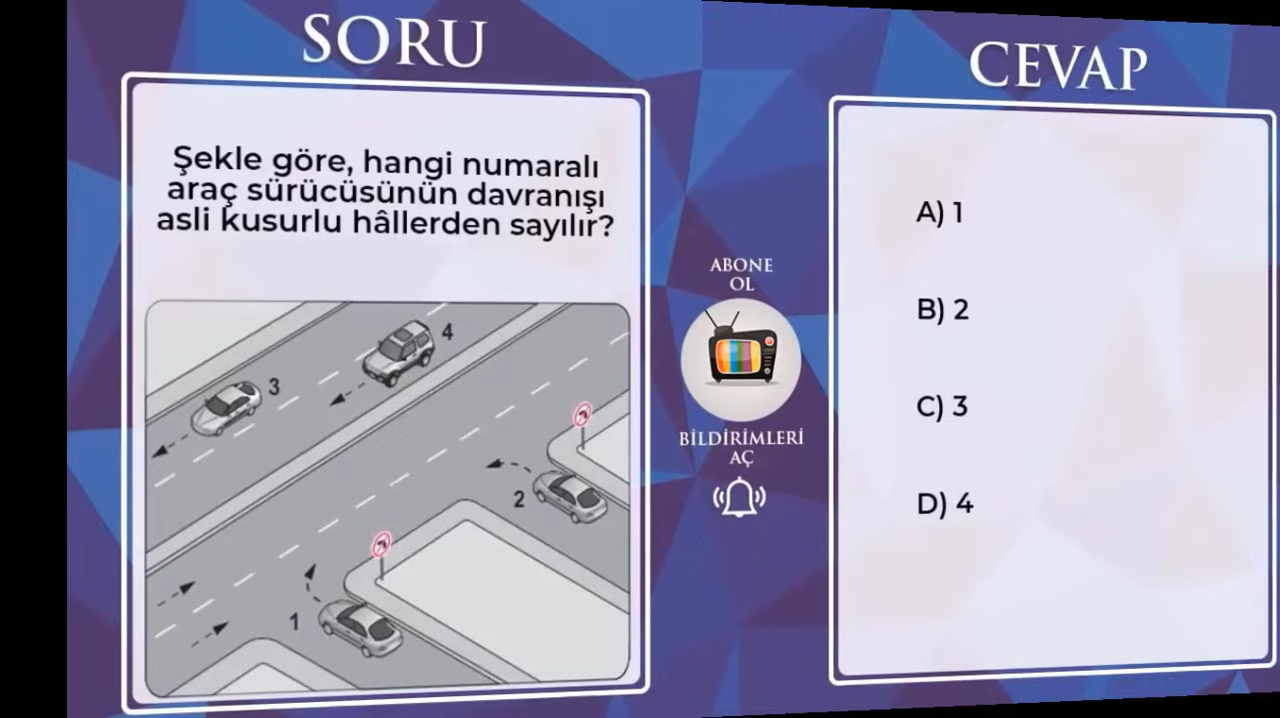 SORU
Şekle göre, hangi numaralı
araç sürücüsünün davranışı
asli kusurlu hâllerden sayılır?
4
3
2
1
ABONE
OL
BİLDİRİMLERİ
AÇ
CEVAP
A) 1
B) 2
C) 3
D) 4